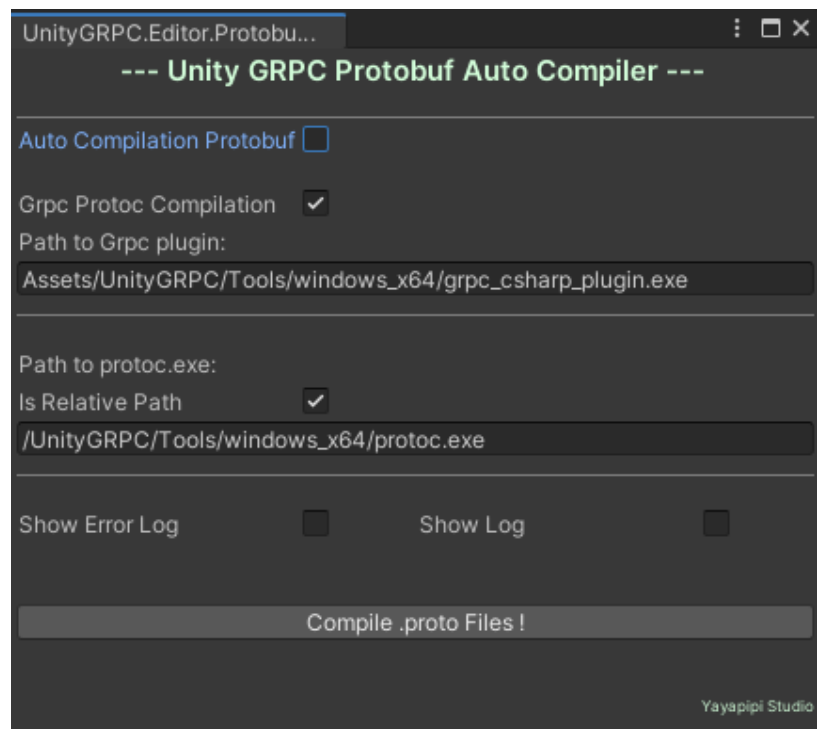 UnityGRPC.Editor.Protobu...
--- Unity GRPC Protobuf Auto Compiler ---
Auto Compilation Protobuf
Grpc Protoc Compilation
Path to Grpc plugin:
Assets/UnityGRPC/Tools/windows_x64/grpc_csharp_plugin.exe
Path to protoc.exe:
Is Relative Path
/UnityGRPC/Tools/windows_x64/protoc.exe
Show Error Log Show Log
Compile .proto Files !
Yayapipi Studio